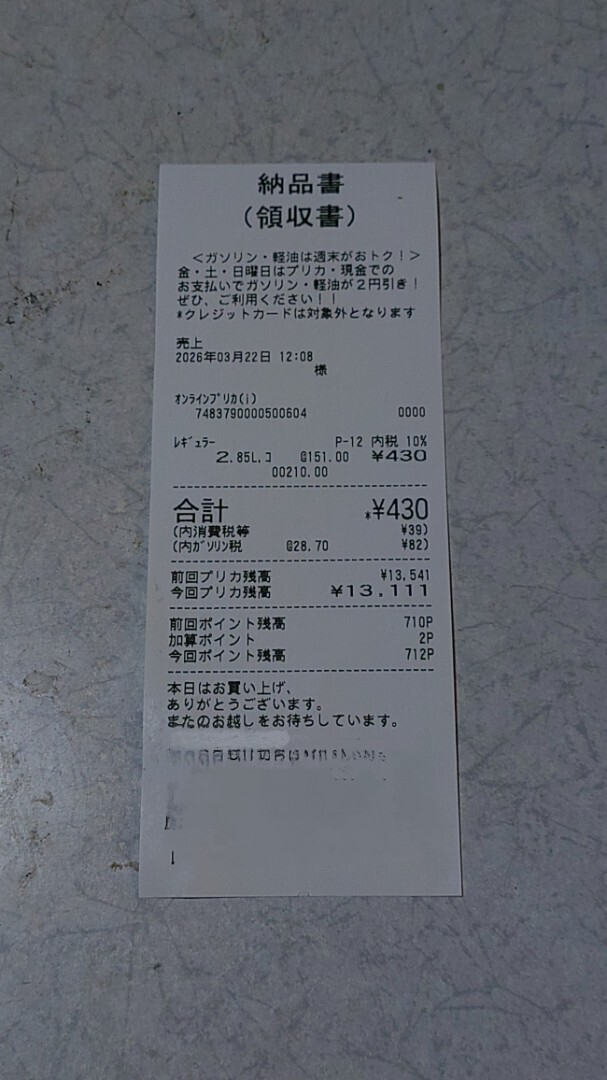 納品書
(領収書)
<ガソリン・軽油は週末がおトク!>
金・土・日曜日はプリカ・現金での
お支払いでガソリン・軽油が2円引き!
ぜひ、ご利用ください!!
*クレジットカードは対象外となります
売上
2026年03月22日 12:08
様
オンラインプリカ(i)
7483790000500604 0000
レギュラー P-12 内税 10%
2.85L.コ @151.00 ¥430
00210.00
合計 *¥430
(内消費税等 ¥39)
(内ガソリン税 @28.70 ¥82)
前回プリカ残高 ¥13,541
今回プリカ残高 ¥13,111
前回ポイント残高 710P
加算ポイント 2P
今回ポイント残高 712P
本日はお買い上げ、
ありがとうございます。
またのお越しをお待ちしています。